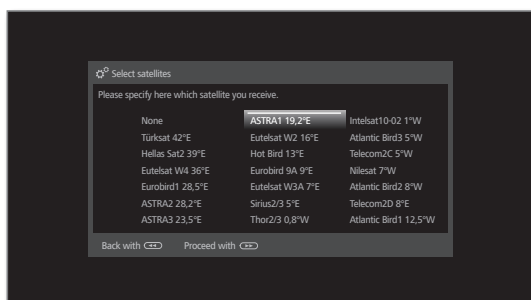 Select satellites
Please specify here which satellite you receive.
None ASTRA1 19,2°E Intelsat10-02 1°W
Türksat 42°E Eutelsat W2 16°E Atlantic Bird3 5°W
Hellas Sat2 39°E Hot Bird 13°E Telecom2C 5°W
Eutelsat W4 36°E Eurobird 9A 9°E Nilesat 7°W
Eurobird1 28,5°E Eutelsat W3A 7°E Atlantic Bird2 8°W
ASTRA2 28,2°E Sirius2/3 5°E Telecom2D 8°E
ASTRA3 23,5°E Thor2/3 0,8°W Atlantic Bird1 12,5°W
Back with Proceed with